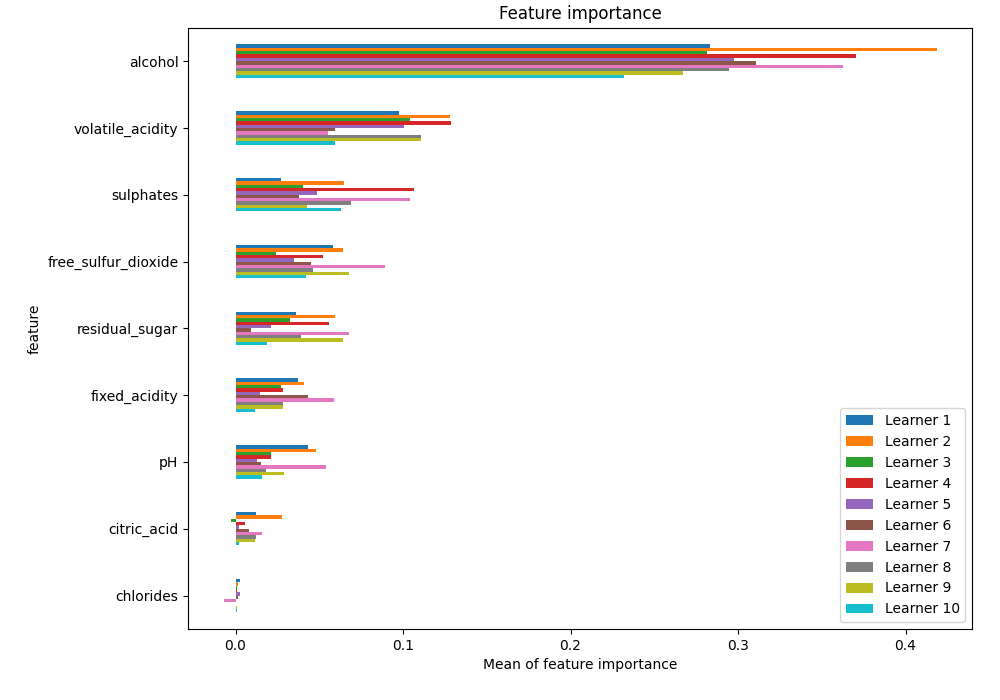 Feature importance
alcohol
volatile_acidity
sulphates
free_sulfur_dioxide
residual_sugar
fixed_acidity
pH
citric_acid
chlorides
feature
Learner 1
Learner 2
Learner 3
Learner 4
Learner 5
Learner 6
Learner 7
Learner 8
Learner 9
Learner 10
0.0 0.1 0.2 0.3 0.4
Mean of feature importance